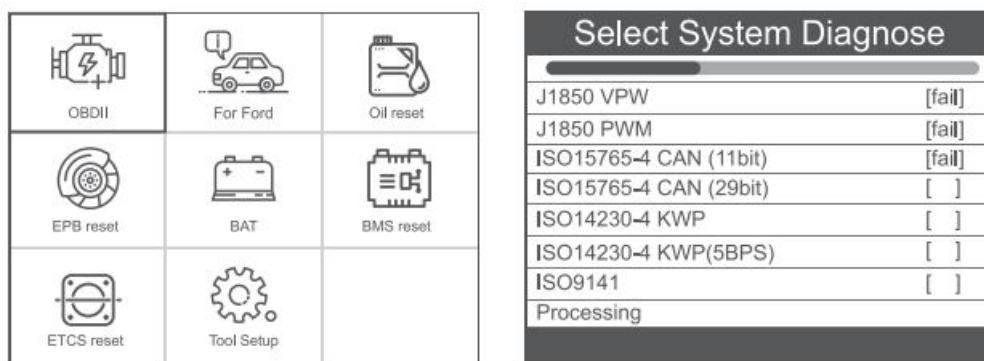 OBDII
For Ford
Oil reset
EPB reset
BAT
BMS reset
ETCS reset
Tool Setup
Select System Diagnose
J1850 VPW [fail]
J1850 PWM [fail]
ISO15765-4 CAN (11bit) [fail]
ISO15765-4 CAN (29bit) [ ]
ISO14230-4 KWP [ ]
ISO14230-4 KWP(5BPS) [ ]
ISO9141 [ ]
Processing